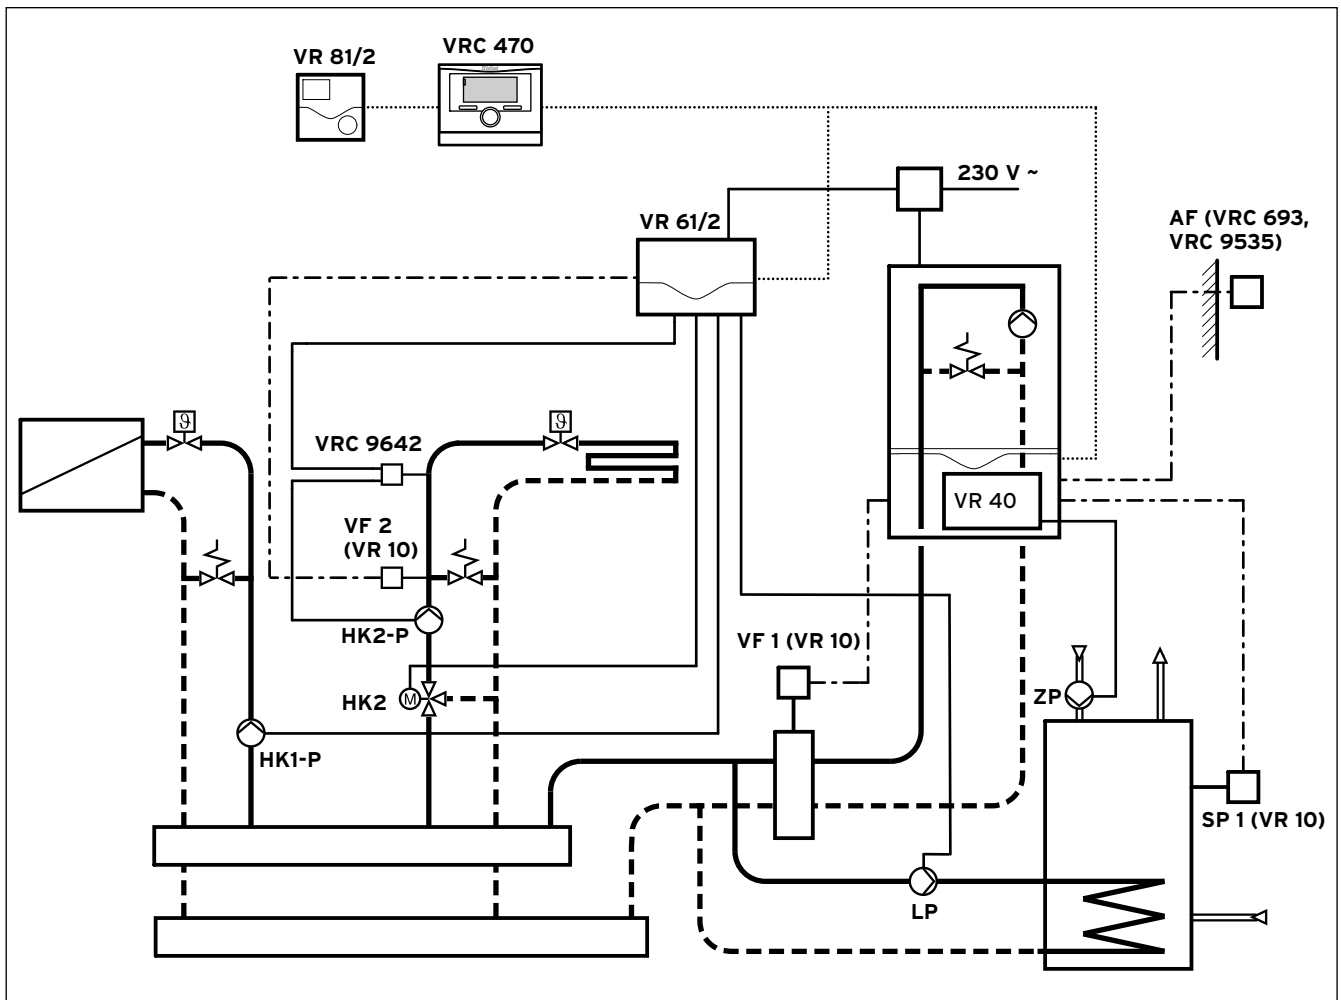 VR 81/2
VRC 470
230 V ~
VR 61/2
AF (VRC 693,
VRC 9535)
ϑ
ϑ
VRC 9642
VR 40
VF 2
(VR 10)
HK2-P
VF 1 (VR 10)
HK2
M
ZP
HK1-P
SP 1 (VR 10)
LP